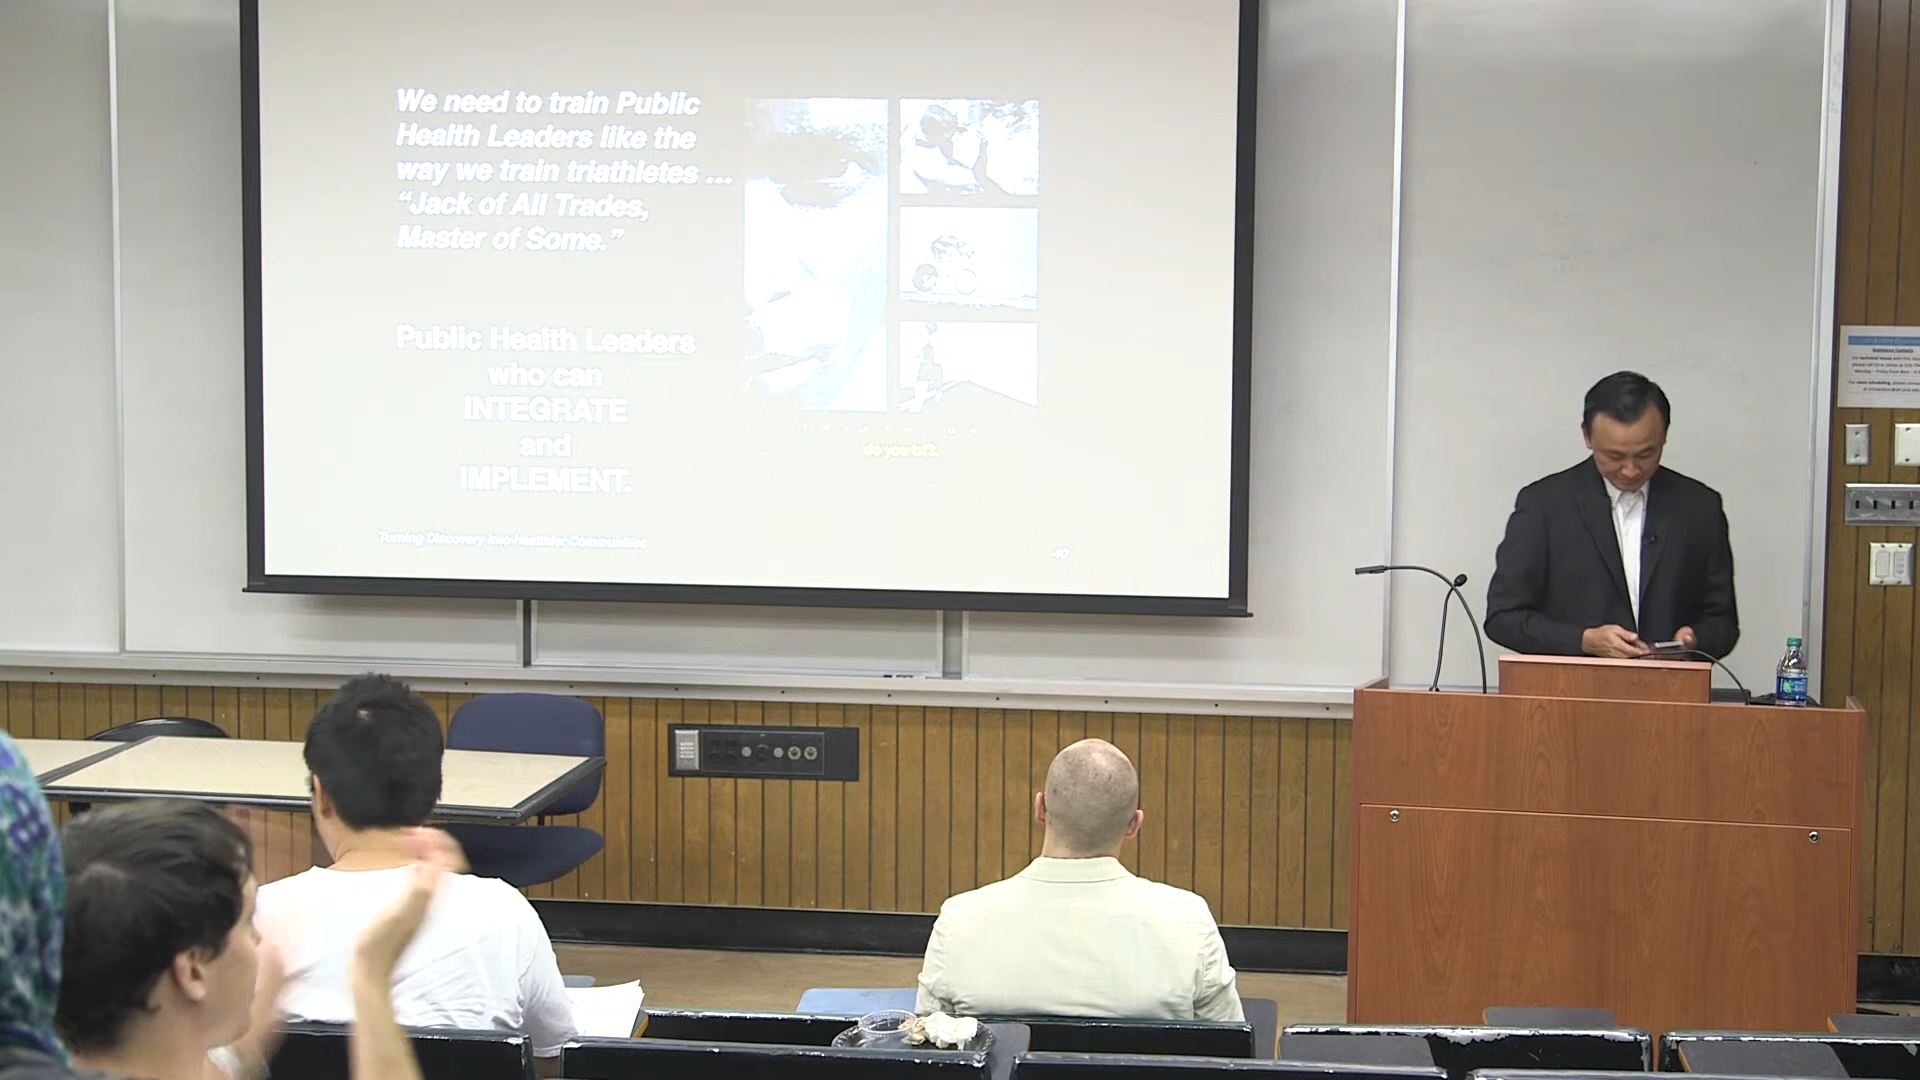 We need to train Public
Health Leaders like the
way we train triathletes ...
“Jack of All Trades,
Master of Some.”
Public Health Leaders
who can
INTEGRATE
and
IMPLEMENT.
TRIATHLON
do you tri?
Turning Discovery Into Healthier Communities
40